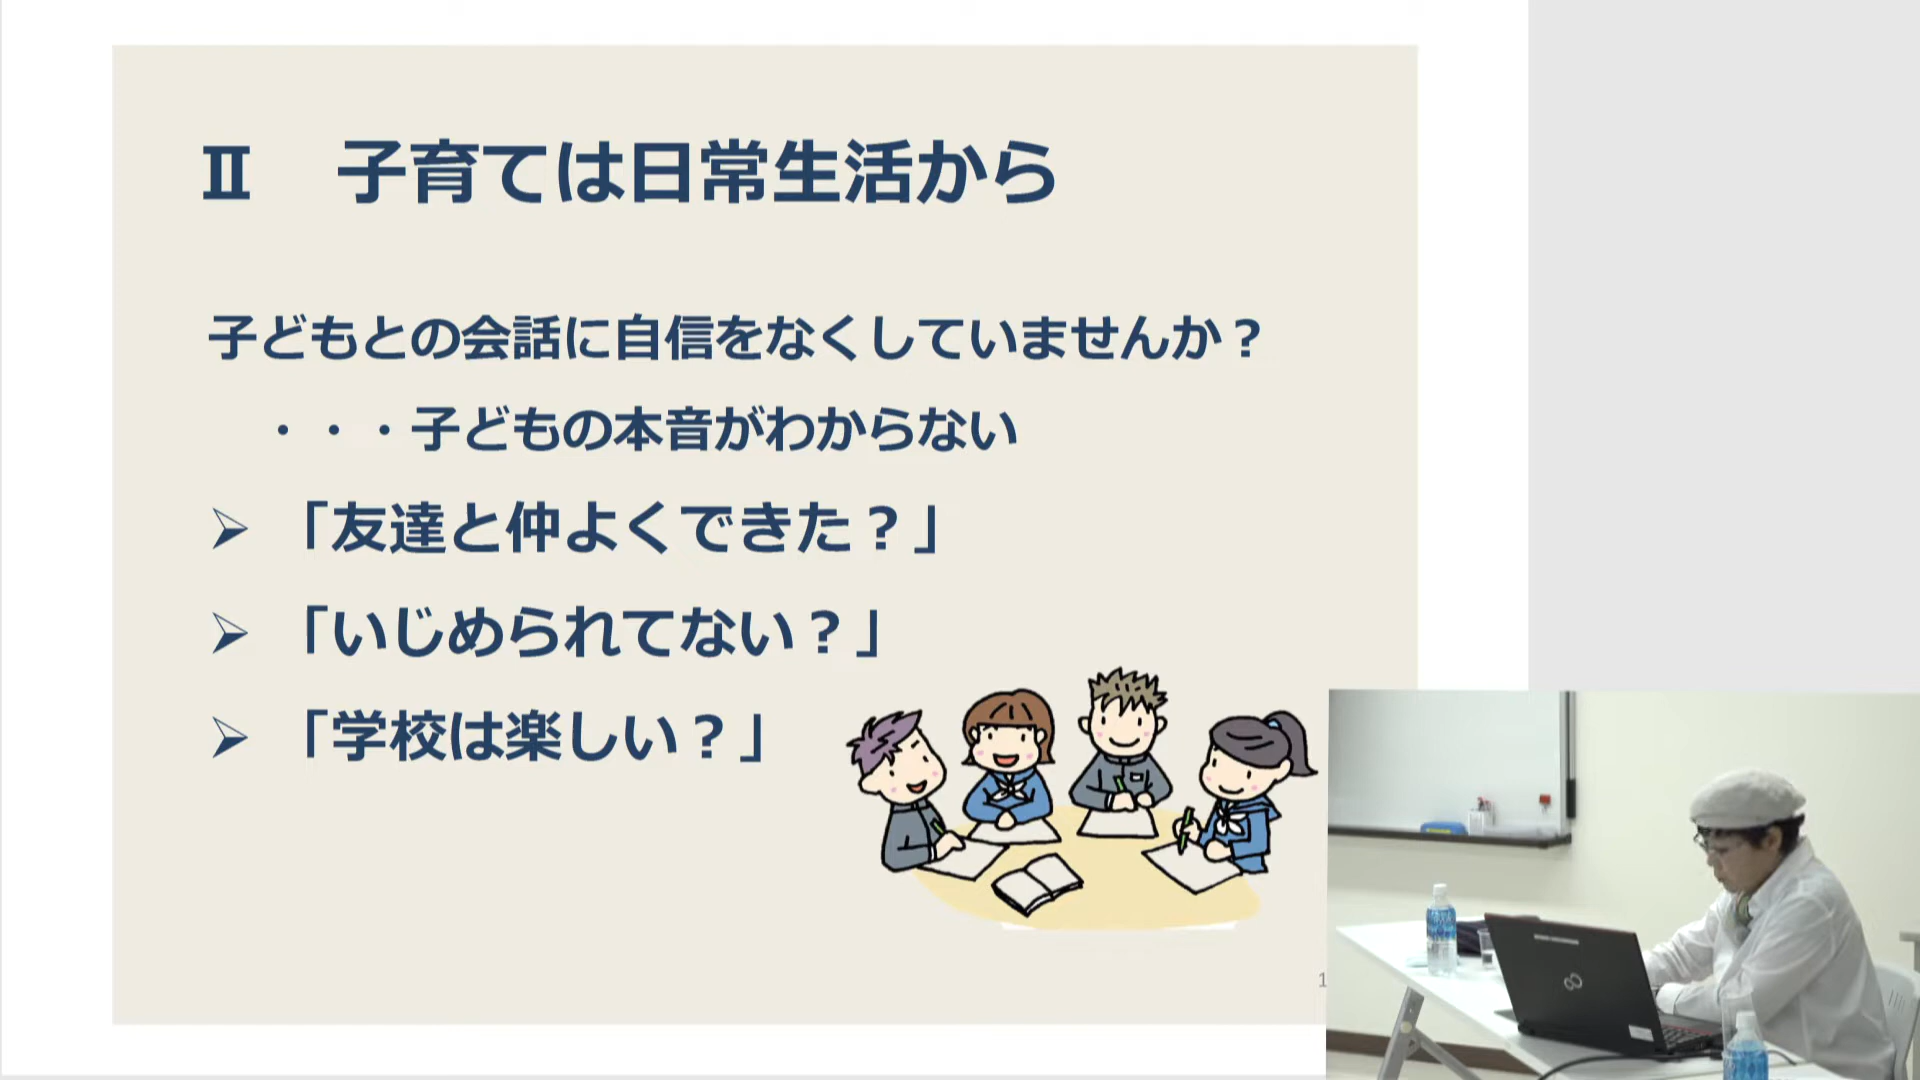 Ⅱ　子育ては日常生活から
子どもとの会話に自信をなくしていませんか？
・・・子どもの本音がわからない
➢ 「友達と仲よくできた？」
➢ 「いじめられてない？」
➢ 「学校は楽しい？」
1